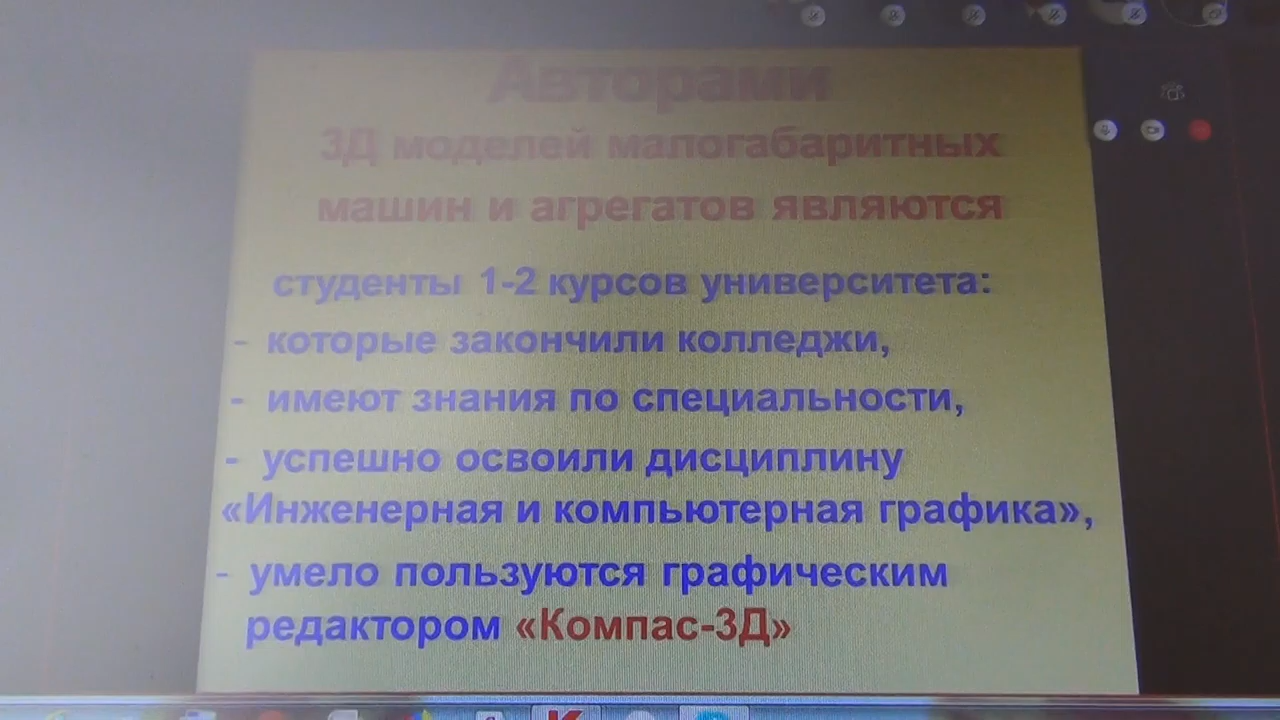 Авторами
3Д моделей малогабаритных
машин и агрегатов являются
студенты 1-2 курсов университета:
- которые закончили колледжи,
- имеют знания по специальности,
- успешно освоили дисциплину
«Инженерная и компьютерная графика»,
- умело пользуются графическим
редактором «Компас-3Д»